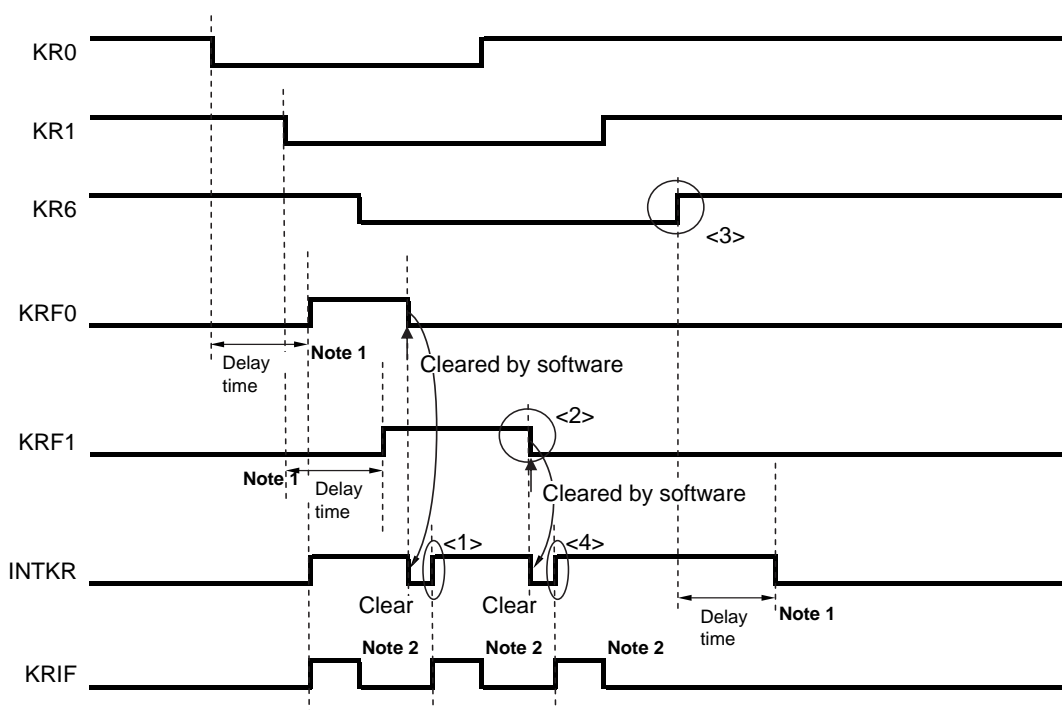 KR0
KR1
KR6
<3>
KRF0
Delay
time
Note 1
Cleared by software
<2>
KRF1
Note 1
Delay
time
Cleared by software
<1>
<4>
INTKR
Clear
Clear
Delay
time
Note 1
Note 2
Note 2
Note 2
KRIF